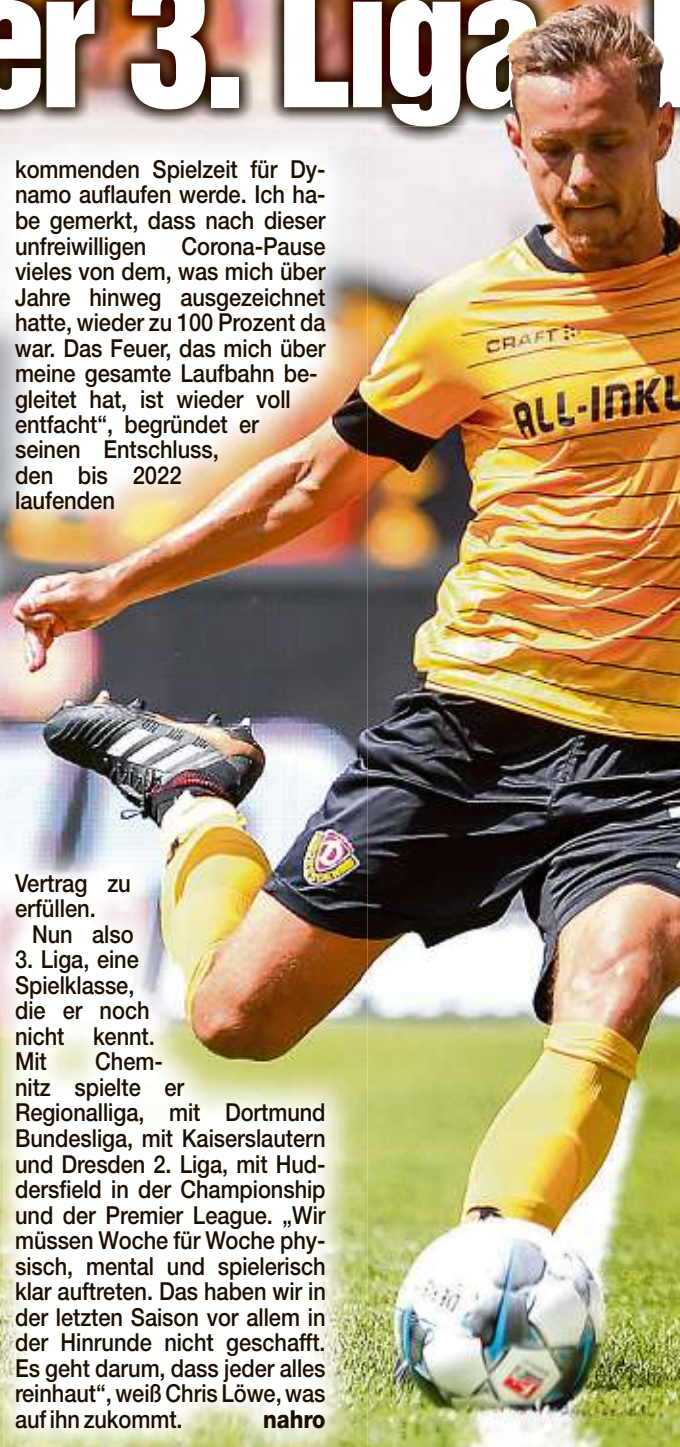 er 3. Liga
kommenden Spielzeit für Dy-
namo auflaufen werde. Ich ha-
be gemerkt, dass nach dieser
unfreiwilligen Corona-Pause
vieles von dem, was mich über
Jahre hinweg ausgezeichnet
hatte, wieder zu 100 Prozent da
war. Das Feuer, das mich über
meine gesamte Laufbahn be-
gleitet hat, ist wieder voll
entfacht“, begründet er
seinen Entschluss,
den bis 2022
laufenden
Vertrag zu
erfüllen.
Nun also
3. Liga, eine
Spielklasse,
die er noch
nicht kennt.
Mit Chem-
nitz spielte er
Regionalliga, mit Dortmund
Bundesliga, mit Kaiserslautern
und Dresden 2. Liga, mit Hud-
dersfield in der Championship
und der Premier League. „Wir
müssen Woche für Woche phy-
sisch, mental und spielerisch
klar auftreten. Das haben wir in
der letzten Saison vor allem in
der Hinrunde nicht geschafft.
Es geht darum, dass jeder alles
reinhaut“, weiß Chris Löwe, was
auf ihn zukommt. nahro
CRAFT
ALL-INKL
D